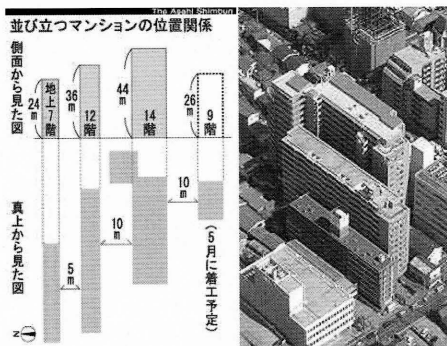 The Asahi Shimbun
並び立つマンションの位置関係
側面から見た図
24m
地上7階
36m
12階
44m
14階
26m
9階
真上から見た図
5m
10m
10m
(5月に着工予定)
N